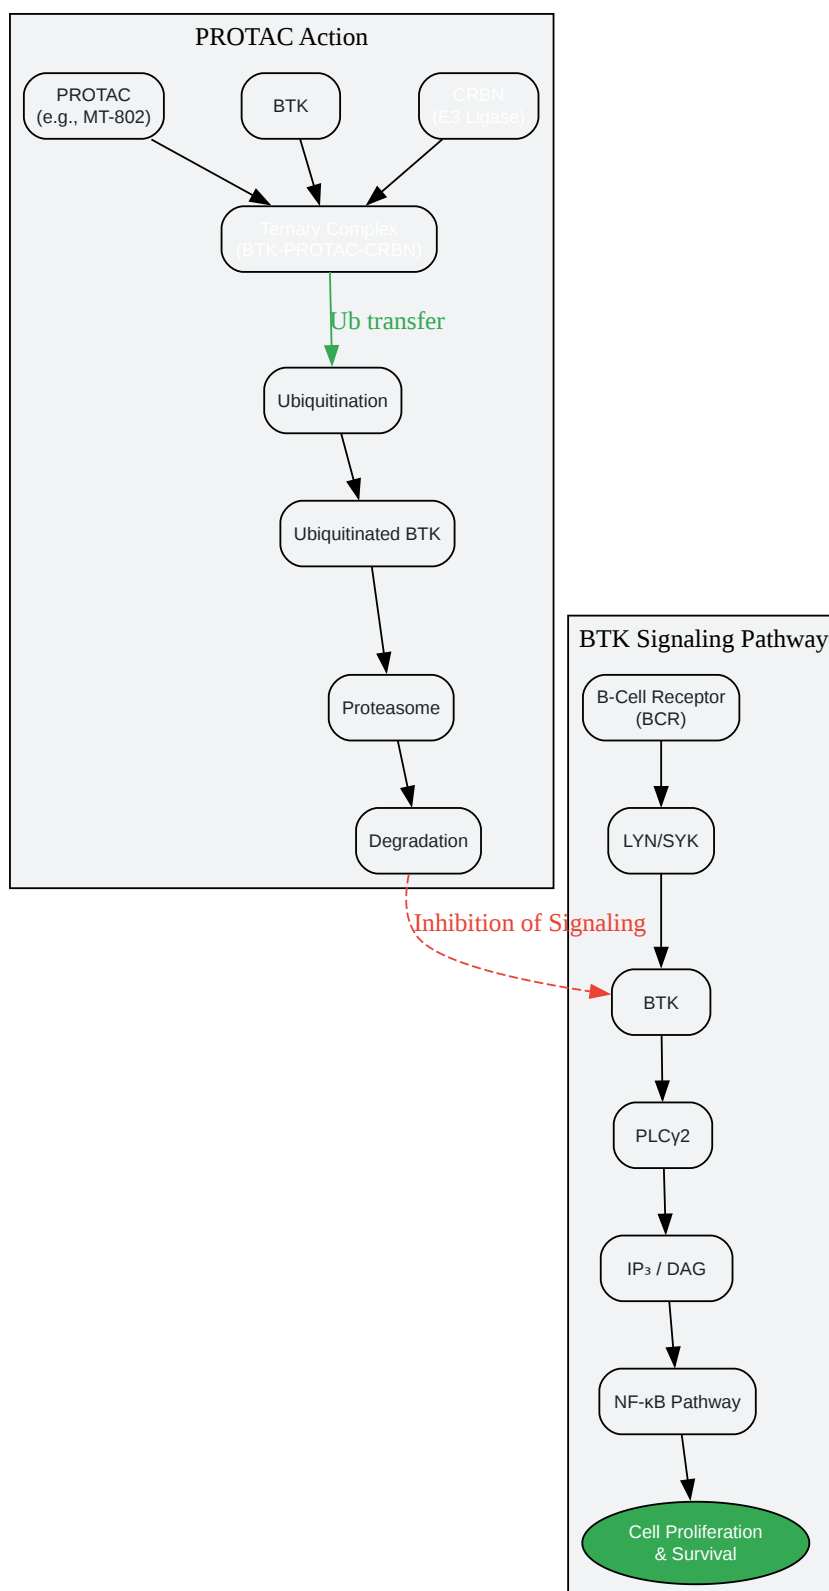 PROTAC Action
PROTAC
(e.g., MT-802)
BTK
CRBN
(E3 Ligase)
Ternary Complex
(BTK-PROTAC-CRBN)
Ub transfer
Ubiquitination
Ubiquitinated BTK
Proteasome
Degradation
Inhibition of Signaling
BTK Signaling Pathway
B-Cell Receptor
(BCR)
LYN/SYK
BTK
PLCγ2
IP₃ / DAG
NF-κB Pathway
Cell Proliferation
& Survival